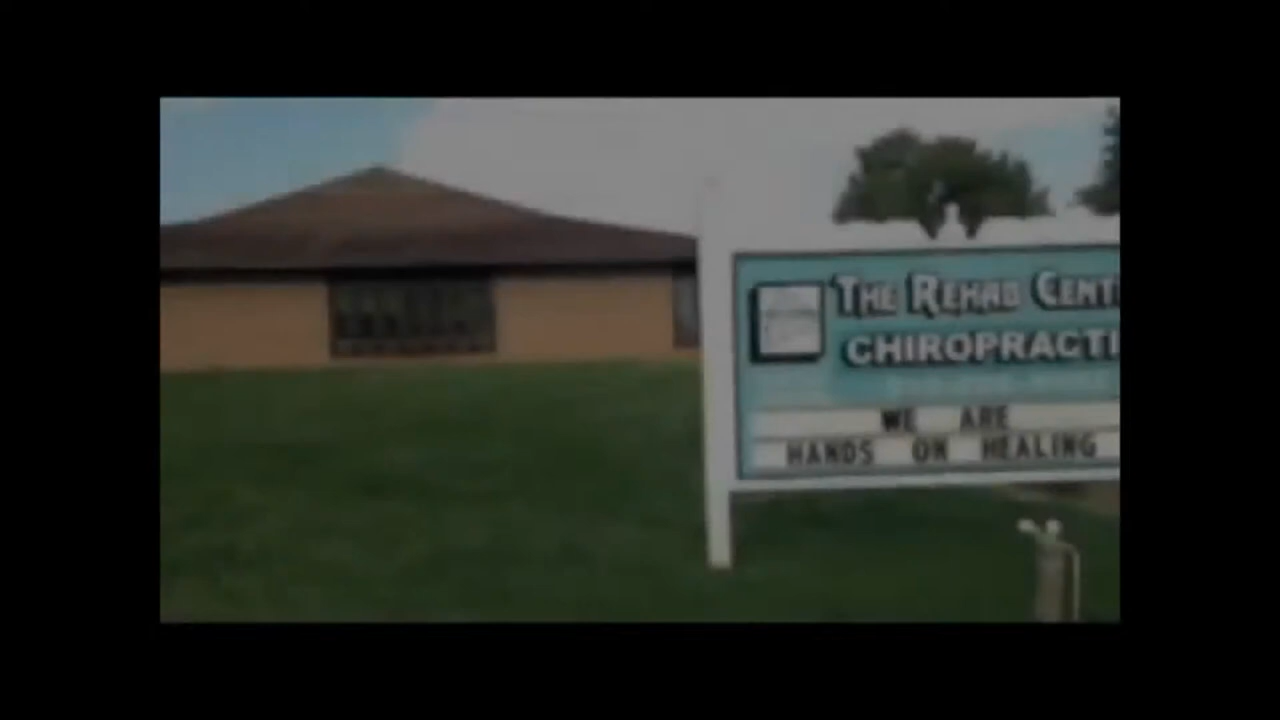 THE REHAB CENT
CHIROPRACTI
WE ARE
HANDS ON HEALING